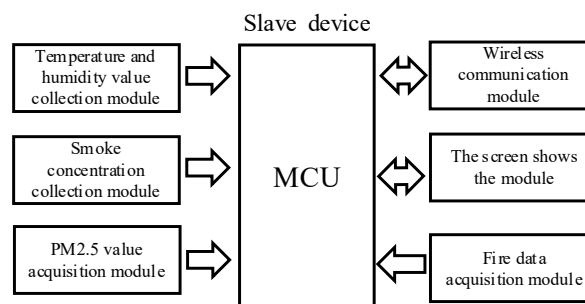 Slave device
Temperature and
humidity value
collection module
Smoke
concentration
collection module
PM2.5 value
acquisition module
MCU
Wireless
communication
module
The screen shows
the module
Fire data
acquisition module